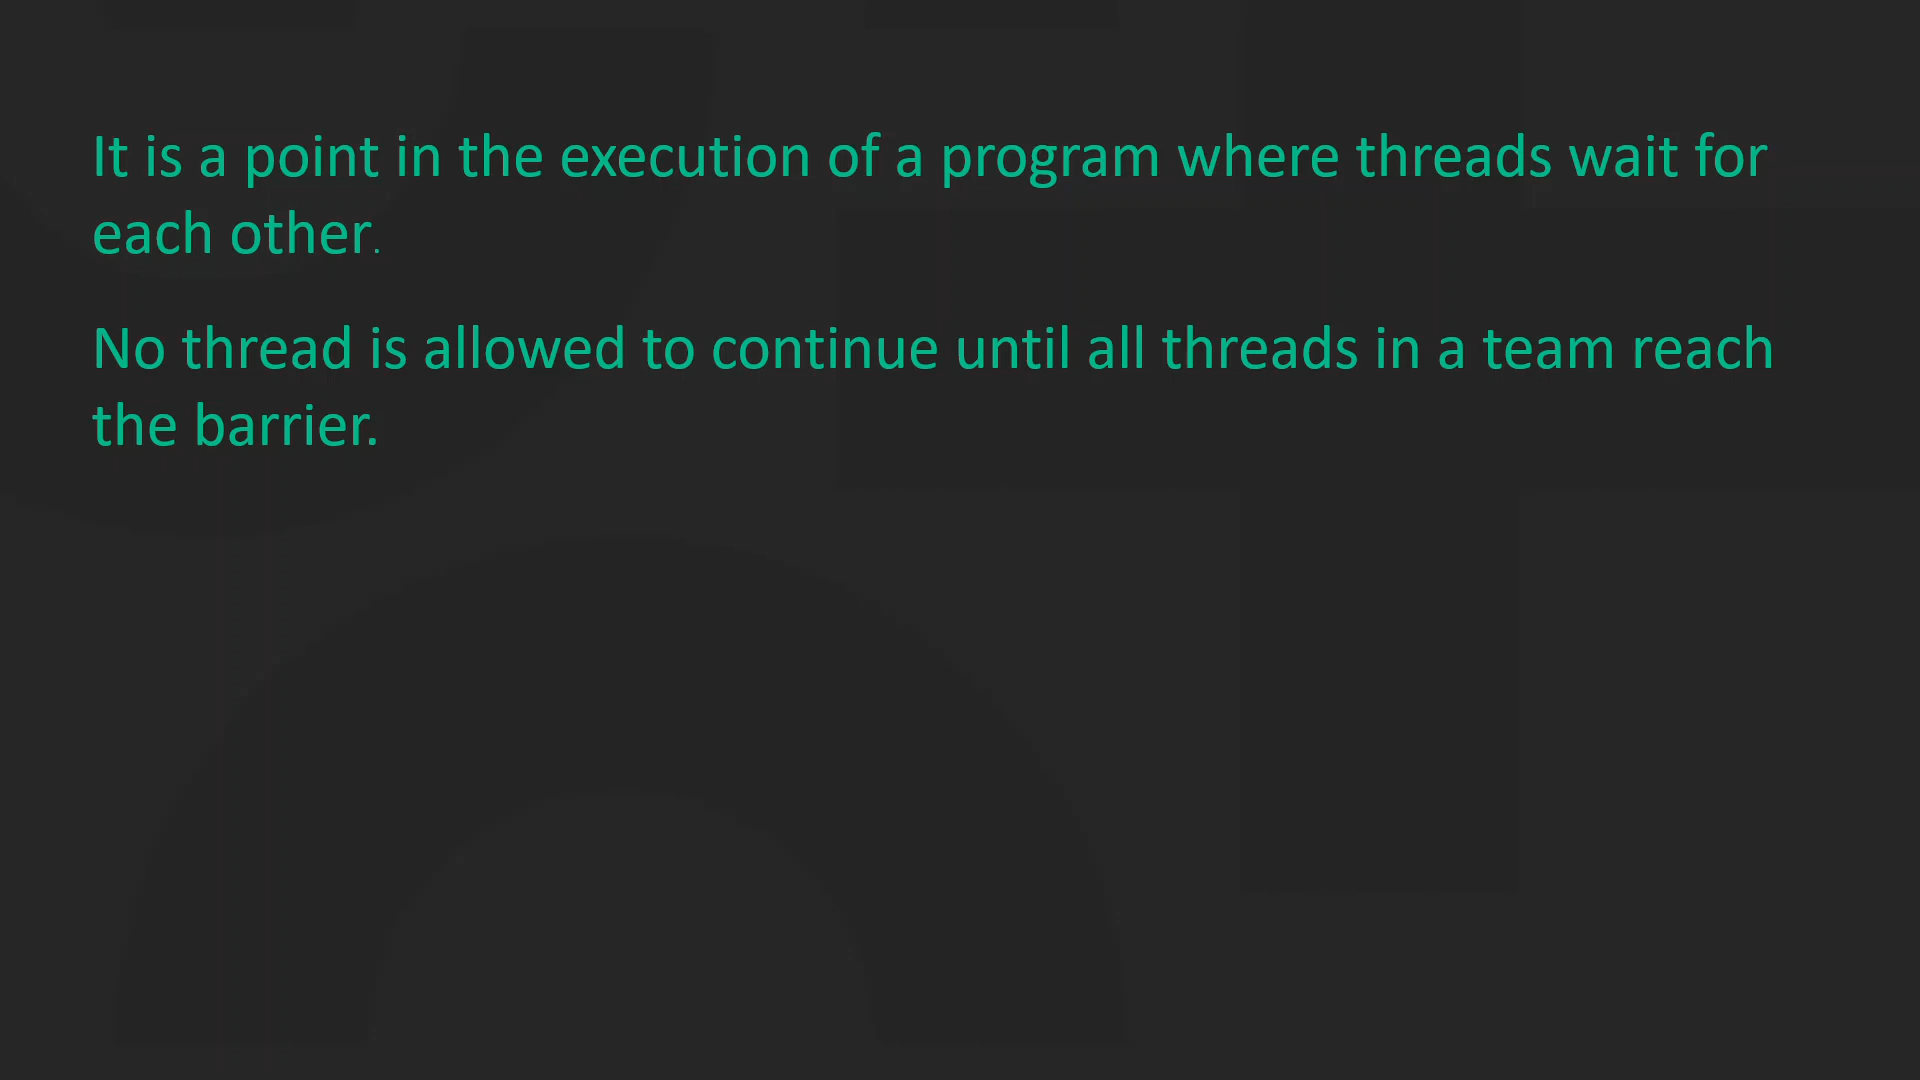 It is a point in the execution of a program where threads wait for
each other.
No thread is allowed to continue until all threads in a team reach
the barrier.